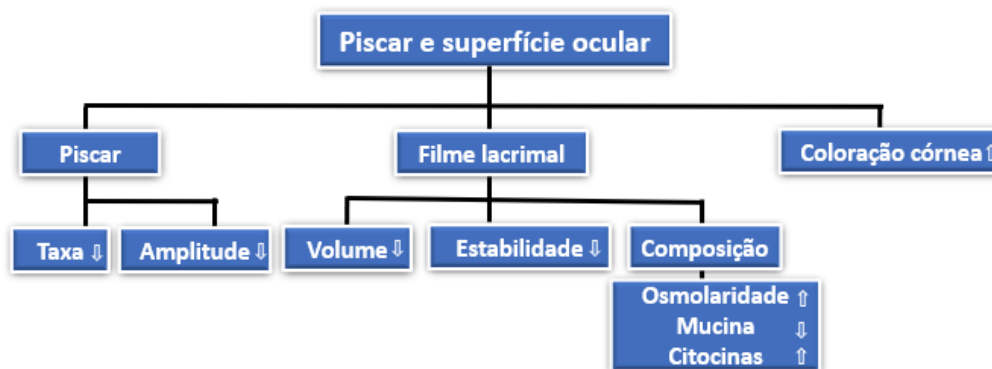 Piscar e superfície ocular
Piscar
Filme lacrimal
Coloração córnea ⇧
Taxa ⇩
Amplitude ⇩
Volume ⇩
Estabilidade ⇩
Composição
Osmolaridade ⇧
Mucina ⇩
Citocinas ⇧